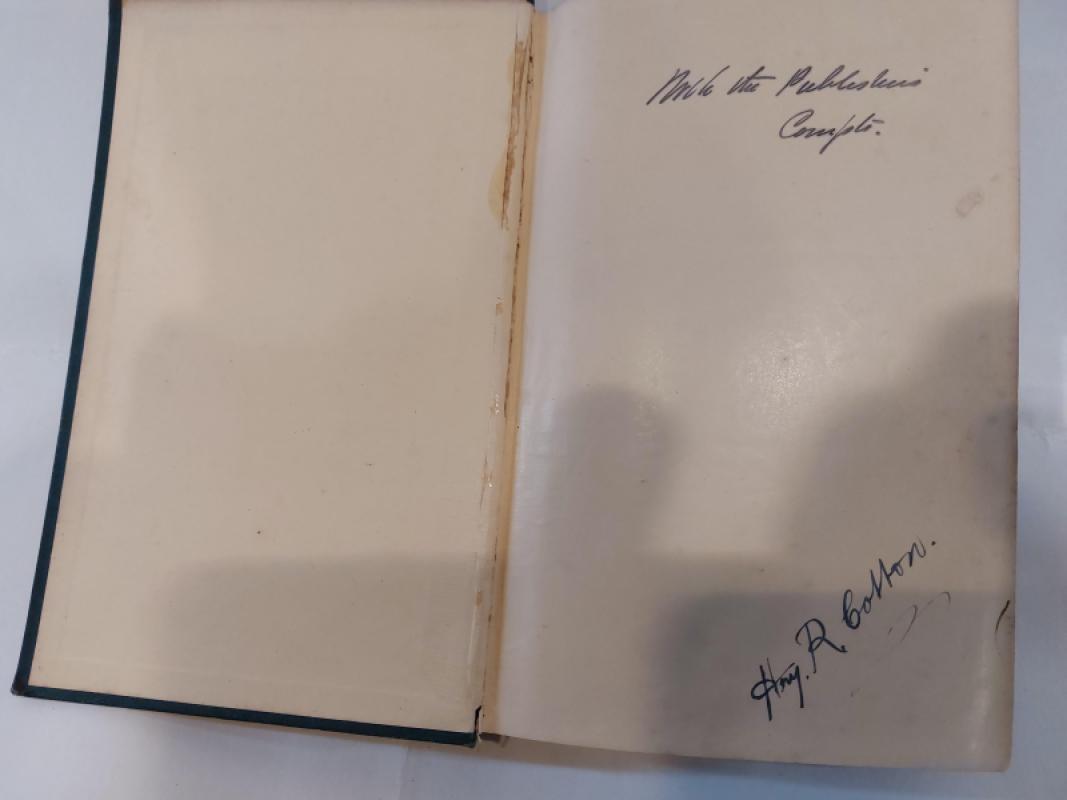 With the Publishers
Compts.
Hny. R. Cotton.